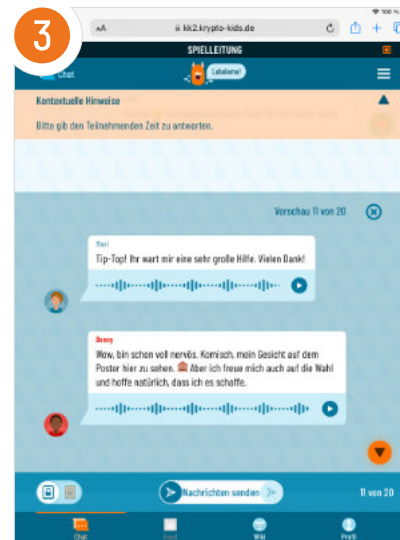 3
100 %
AA
kk2.krypto-kids.de
SPIELLEITUNG
Chat
Kontextuelle Hinweise
Bitte gib den Teilnehmenden Zeit zu antworten.
Vorschau 11 von 20
Tip-Top! Ihr wart mir eine sehr große Hilfe. Vielen Dank!
Wow, bin schon voll nervös. Komisch, mein Gesicht auf dem
Poster hier zu sehen. 🙈 Aber ich freue mich auch auf die Wahl
und hoffe natürlich, dass ich es schaffe.
Nachrichten senden
11 von 20
Chat
Wiki
Profil